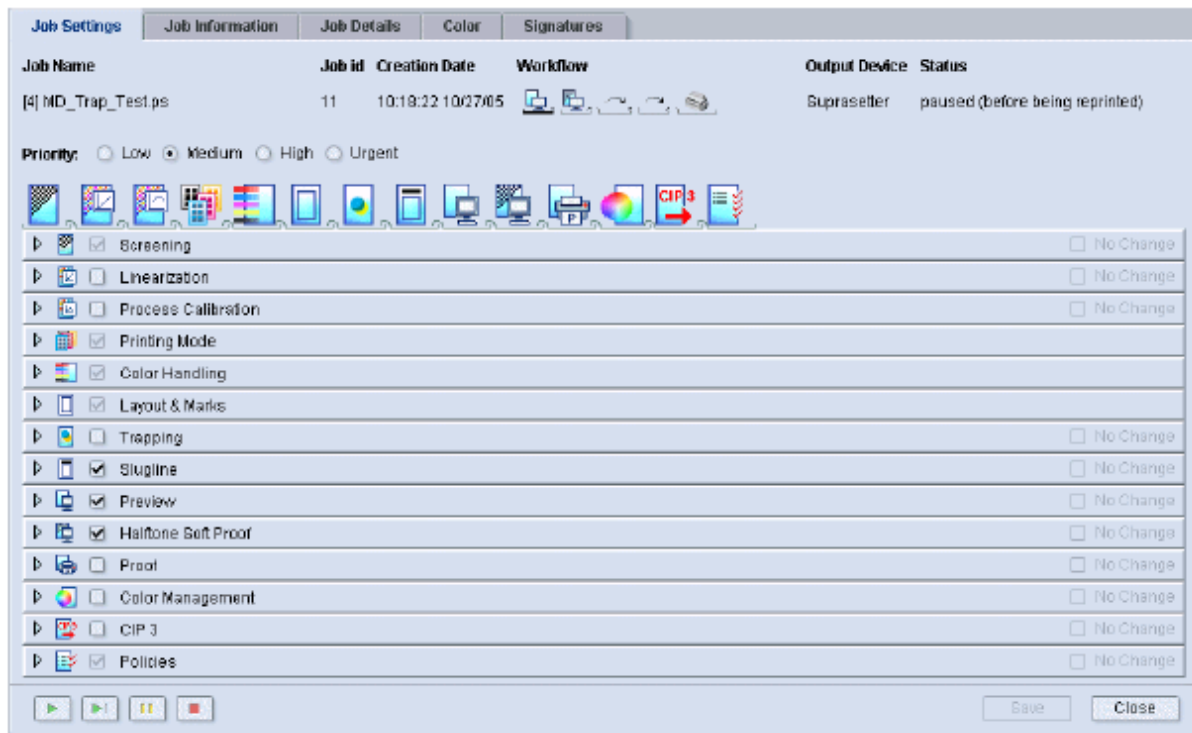 Job Settings Job Information Job Details Color Signatures
Job Name Job id Creation Date Workflow Output Device Status
[4] MD_Trap_Test.ps 11 10:18:22 10/27/05 Suprasetter paused (before being reprinted)
Priority: Low Medium High Urgent
P CIP 3
Screening No Change
Linearization No Change
Process Calibration No Change
Printing Mode
Color Handling
Layout & Marks
Trapping No Change
Slugline No Change
Preview No Change
Halftone Soft Proof No Change
Proof No Change
Color Management No Change
CIP 3 No Change
Policies No Change
Save Close